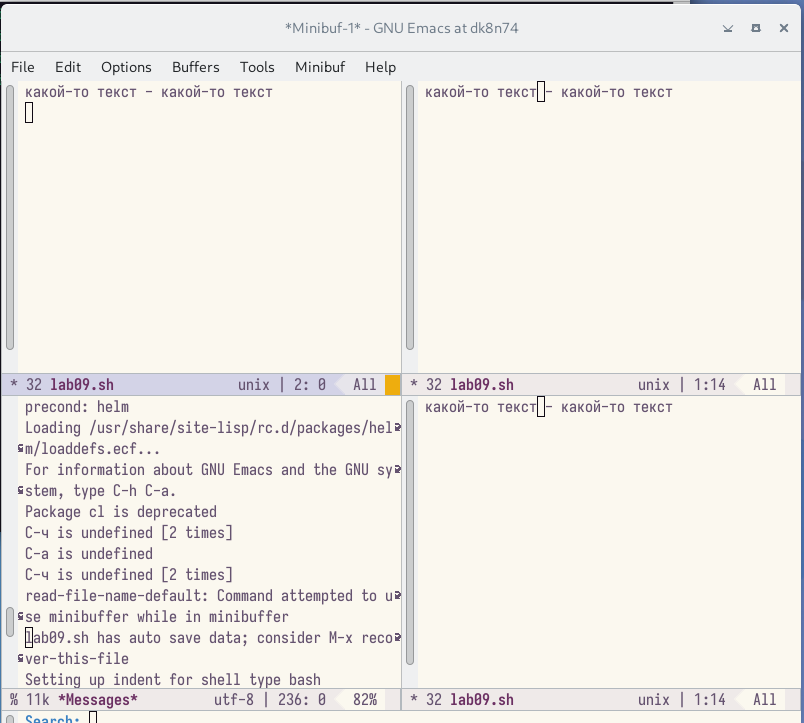 *Minibuf-1* - GNU Emacs at dk8n74
File Edit Options Buffers Tools Minibuf Help
какой-то текст - какой-то текст
* 32 lab09.sh unix | 2: 0 All
какой-то текст - какой-то текст
* 32 lab09.sh unix | 1:14 All
precond: helm
Loading /usr/share/site-lisp/rc.d/packages/hel
m/loaddefs.ecf...
For information about GNU Emacs and the GNU sy
stem, type C-h C-a.
Package cl is deprecated
C-ч is undefined [2 times]
C-а is undefined
C-ч is undefined [2 times]
read-file-name-default: Command attempted to u
se minibuffer while in minibuffer
lab09.sh has auto save data; consider M-x reco
ver-this-file
Setting up indent for shell type bash
% 11k *Messages* utf-8 | 236: 0 82%
какой-то текст - какой-то текст
* 32 lab09.sh unix | 1:14 All
Search: